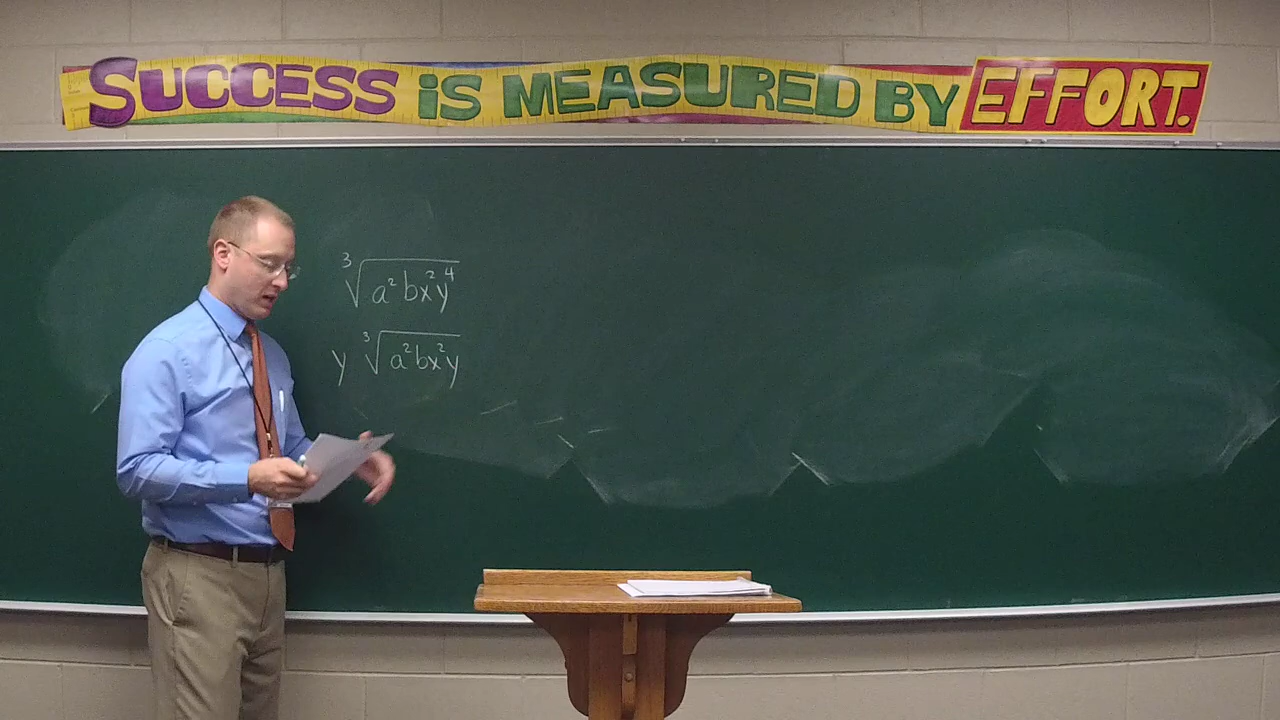 SUCCESS iS MEASURED BY EFFORT.
∛(a²bx²y⁴)
y ∛(a²bx²y)